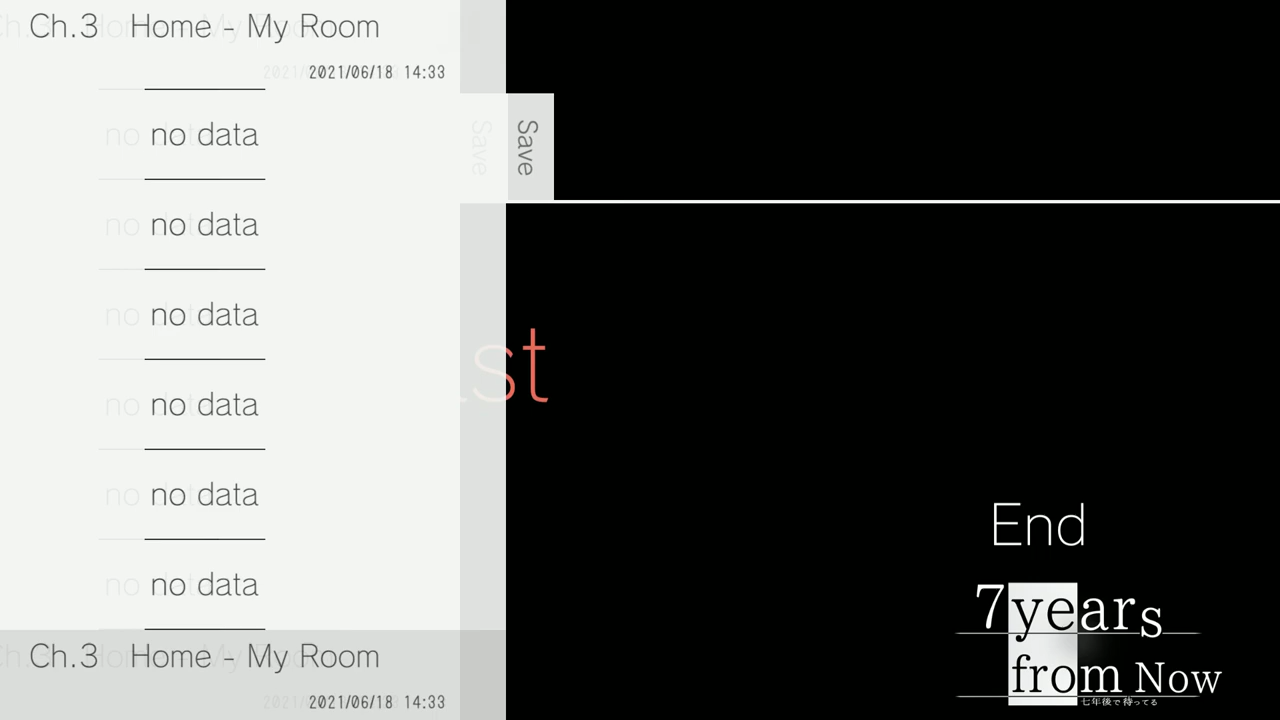 Ch.3 Home - My Room
2021/06/18 14:33
no data
Save
no data
no data
no data
no data
no data
Ch.3 Home - My Room
2021/06/18 14:33
st
End
7years
from Now
七年後で待ってる